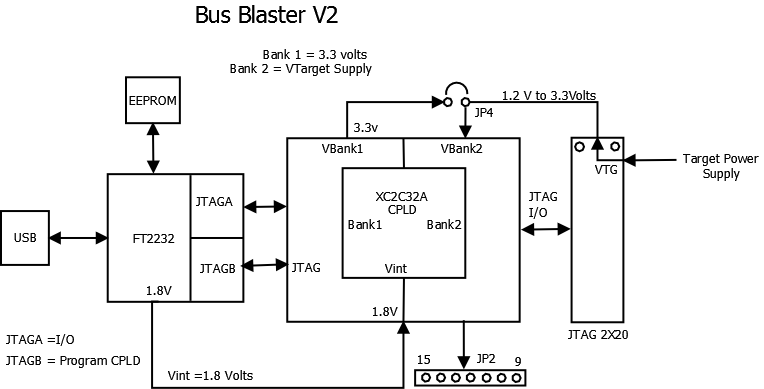 Bus Blaster V2
Bank 1 = 3.3 volts
Bank 2 = VTarget Supply
EEPROM
1.2 V to 3.3Volts
JP4
3.3v
VBank1
VBank2
Target Power
Supply
VTG
JTAGA
XC2C32A
CPLD
JTAG
I/O
Bank1
Bank2
USB
FT2232
JTAGB
JTAG
Vint
1.8V
1.8V
JTAG 2X20
JTAGA =I/O
JTAGB = Program CPLD
15
JP2
9
Vint =1.8 Volts